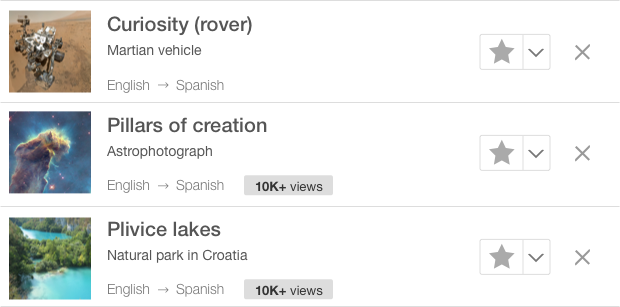 Curiosity (rover)
Martian vehicle
English → Spanish
Pillars of creation
Astrophotograph
English → Spanish 10K+ views
Plivice lakes
Natural park in Croatia
English → Spanish 10K+ views